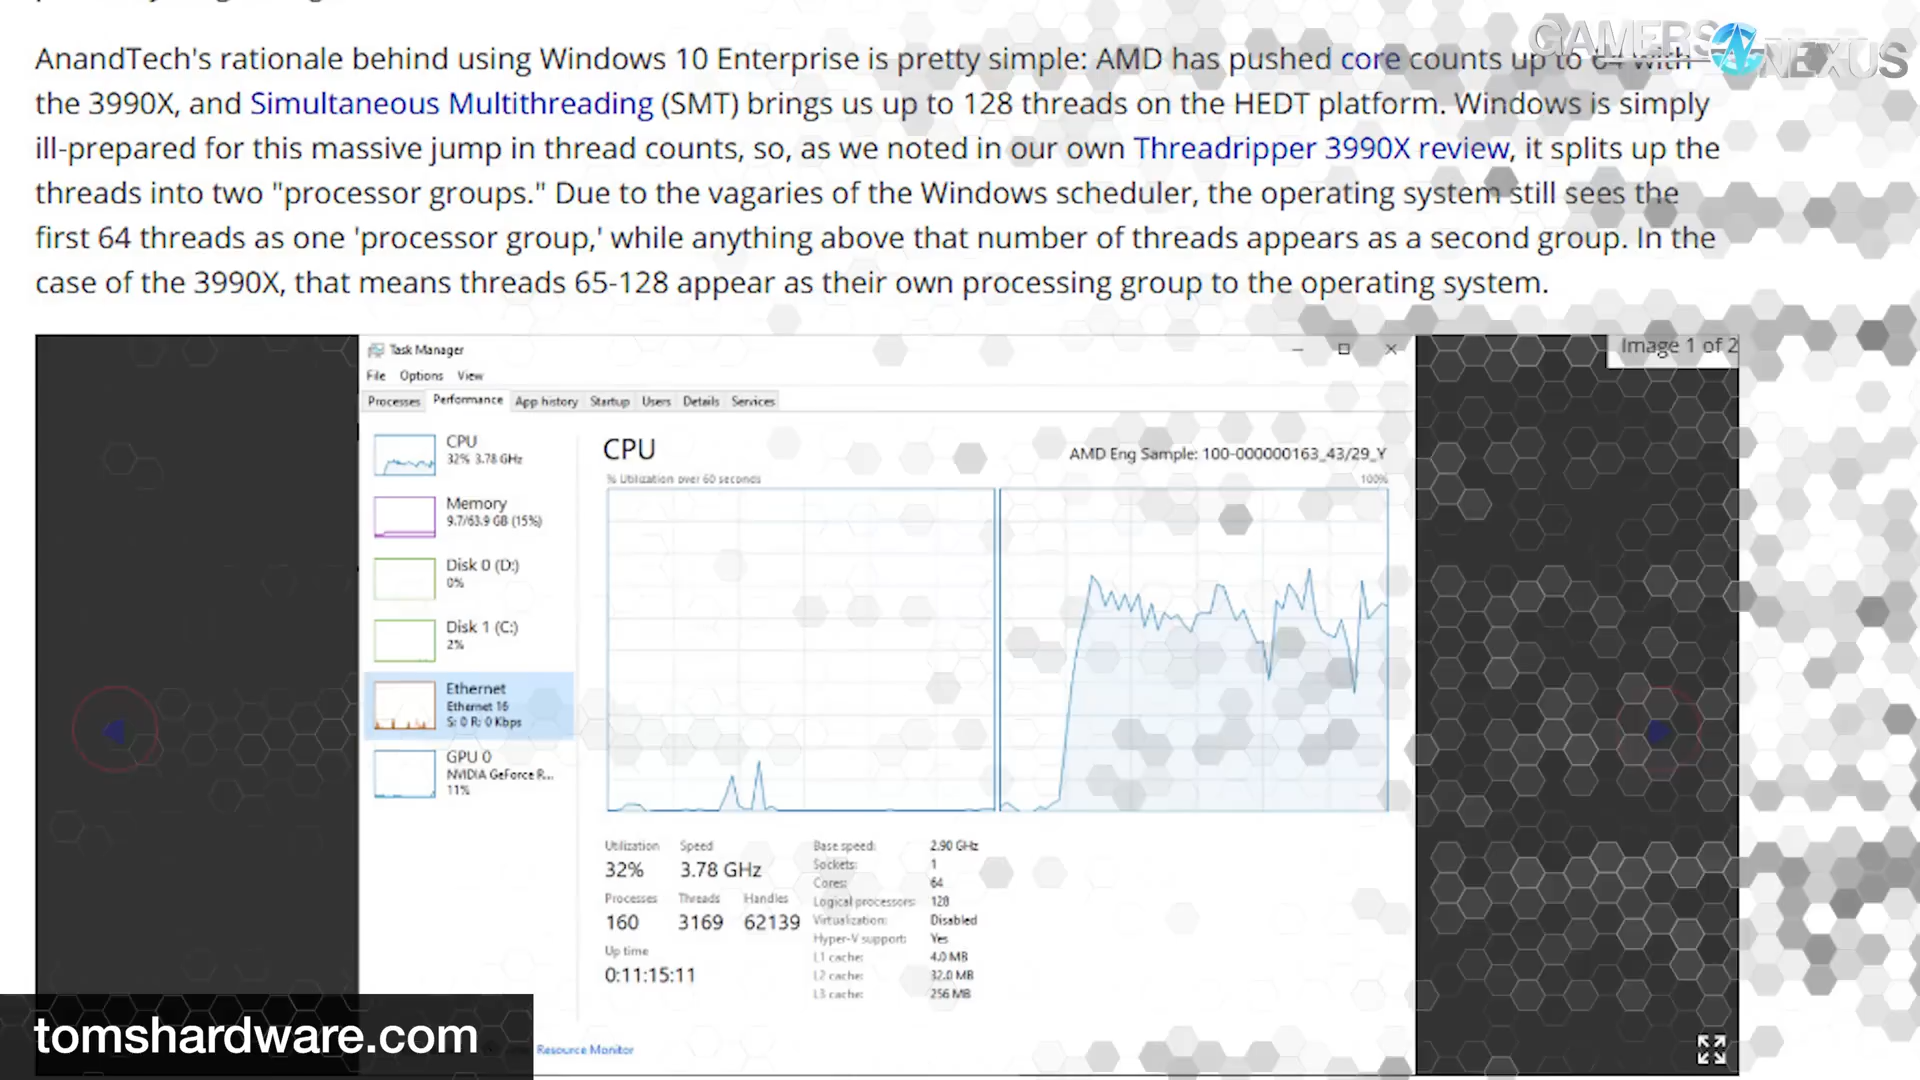 GAMERS NEXUS
AnandTech's rationale behind using Windows 10 Enterprise is pretty simple: AMD has pushed core counts up to 64 with
the 3990X, and Simultaneous Multithreading (SMT) brings us up to 128 threads on the HEDT platform. Windows is simply
ill-prepared for this massive jump in thread counts, so, as we noted in our own Threadripper 3990X review, it splits up the
threads into two "processor groups." Due to the vagaries of the Windows scheduler, the operating system still sees the
first 64 threads as one 'processor group,' while anything above that number of threads appears as a second group. In the
case of the 3990X, that means threads 65-128 appear as their own processing group to the operating system.
Image 1 of 2
Task Manager
File Options View
Processes Performance App history Startup Users Details Services
CPU
32% 3.78 GHz
Memory
9.7/63.9 GB (15%)
Disk 0 (D:)
0%
Disk 1 (C:)
2%
Ethernet
Ethernet 16
S: 0 R: 0 Kbps
GPU 0
NVIDIA GeForce R...
11%
CPU
AMD Eng Sample: 100-000000163_43/29_Y
% Utilization over 60 seconds 100%
Utilization Speed
32% 3.78 GHz
Processes Threads Handles
160 3169 62139
Up time
0:11:15:11
Base speed: 2.90 GHz
Sockets: 1
Cores: 64
Logical processors: 128
Virtualization: Disabled
Hyper-V support: Yes
L1 cache: 4.0 MB
L2 cache: 32.0 MB
L3 cache: 256 MB
Resource Monitor
tomshardware.com